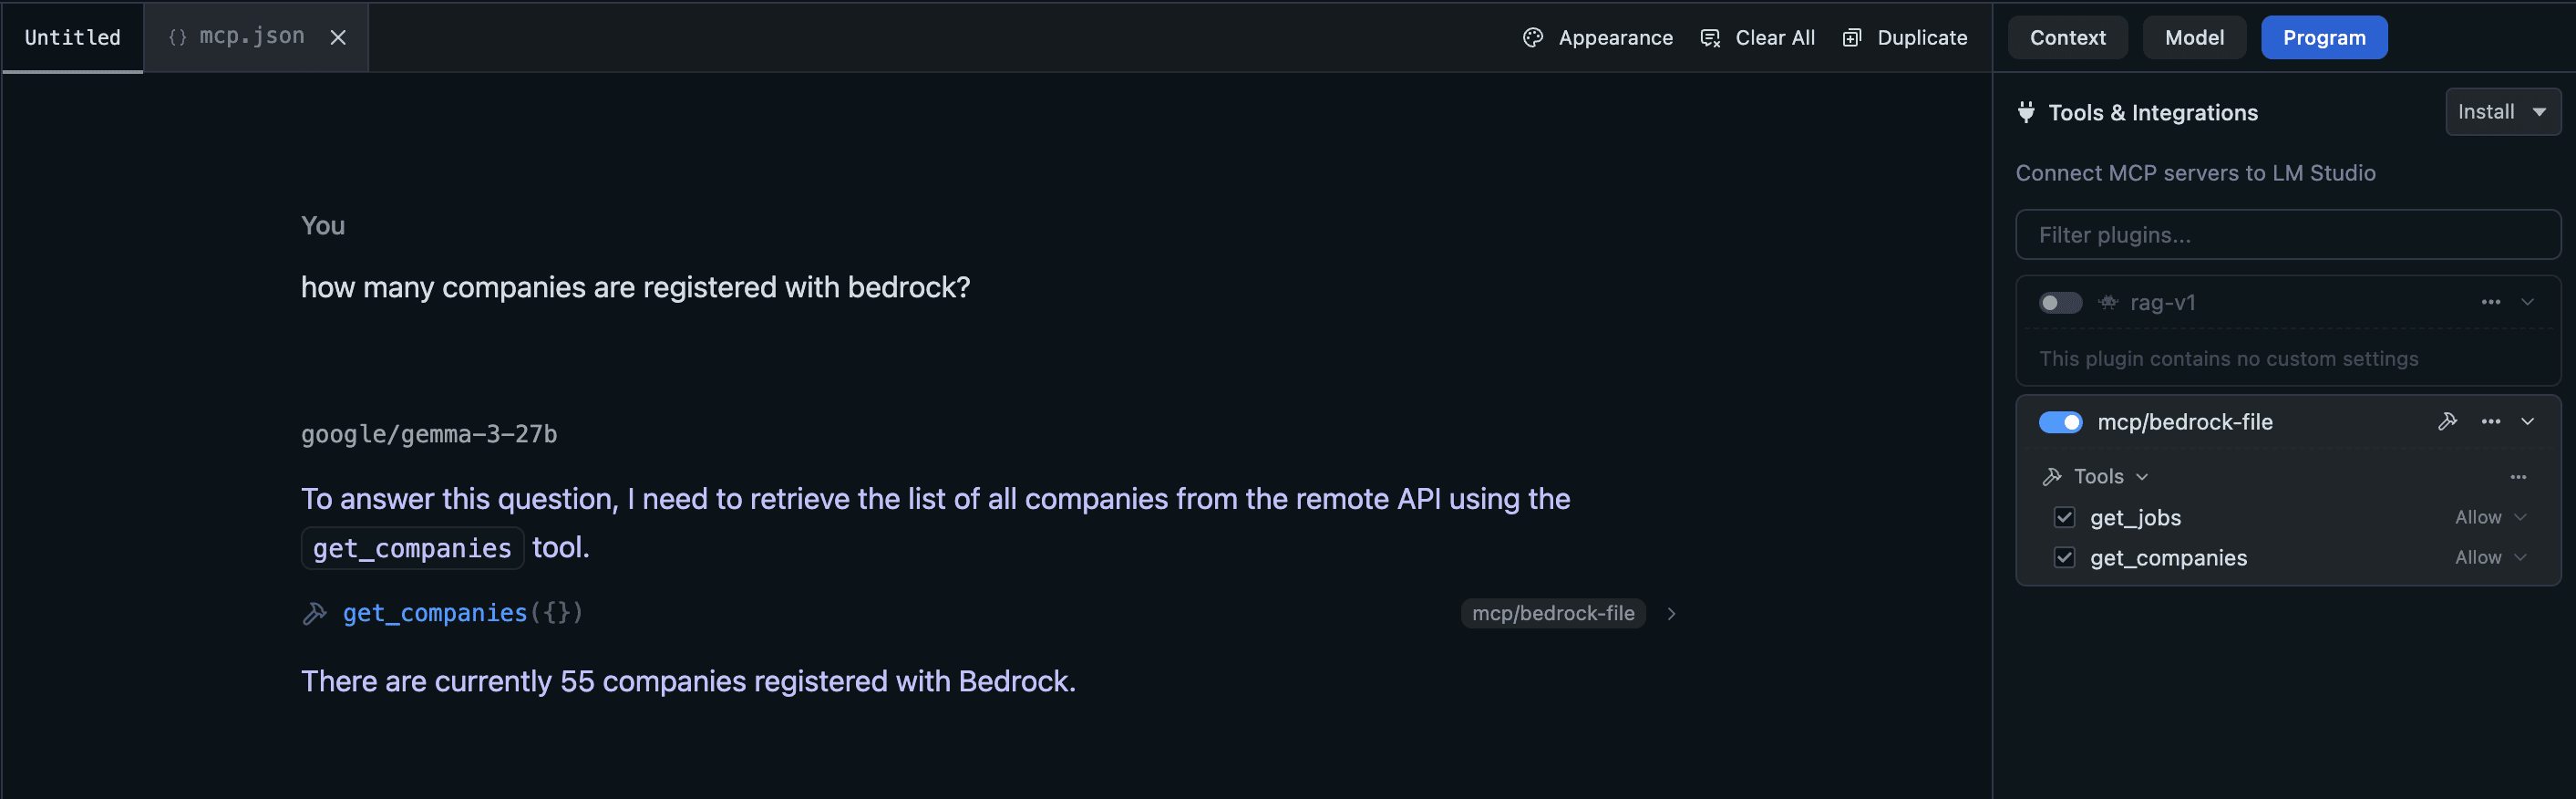 Untitled
{} mcp.json
Appearance
Clear All
Duplicate
Context
Model
Program
You
how many companies are registered with bedrock?
google/gemma-3-27b
To answer this question, I need to retrieve the list of all companies from the remote API using the
get_companies tool.
get_companies({})
mcp/bedrock-file
There are currently 55 companies registered with Bedrock.
Tools & Integrations
Install
Connect MCP servers to LM Studio
Filter plugins...
rag-v1
This plugin contains no custom settings
mcp/bedrock-file
Tools
get_jobs
Allow
get_companies
Allow